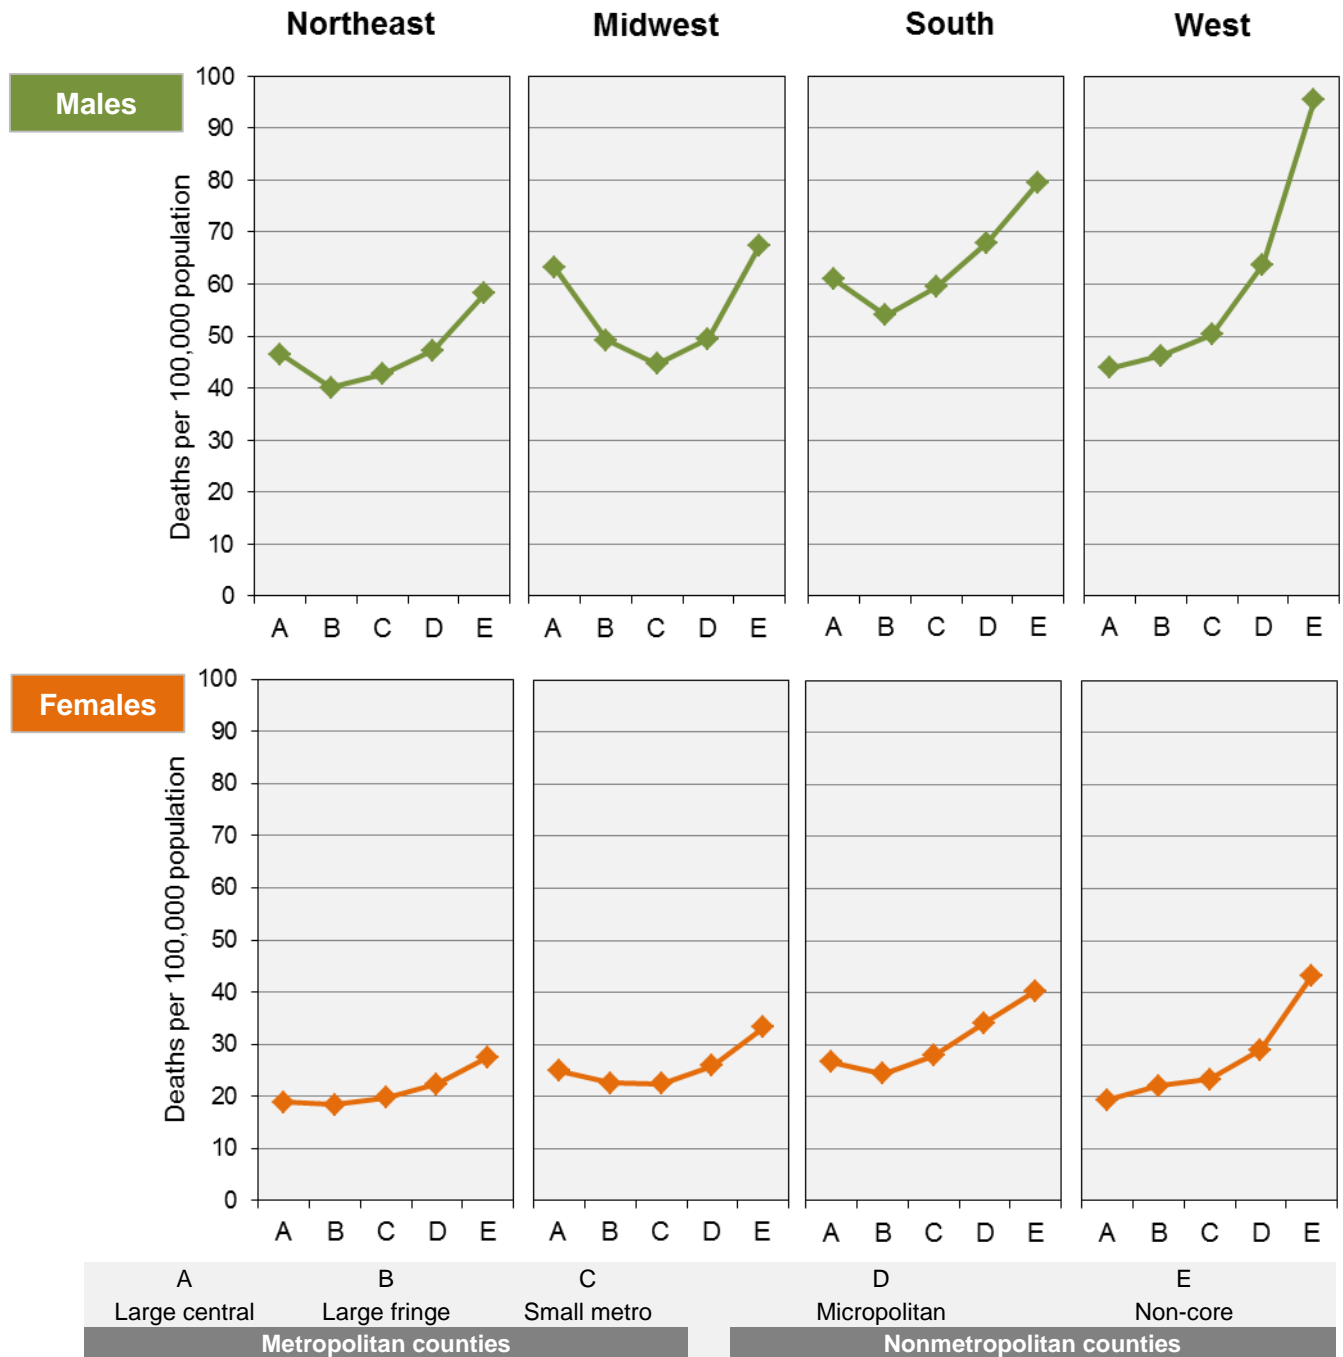 Northeast Midwest South West
Males
Deaths per 100,000 population
100
90
80
70
60
50
40
30
20
10
0
A B C D E A B C D E A B C D E A B C D E
Females
Deaths per 100,000 population
100
90
80
70
60
50
40
30
20
10
0
A B C D E A B C D E A B C D E A B C D E
A B C D E
Large central Large fringe Small metro Micropolitan Non-core
Metropolitan counties Nonmetropolitan counties